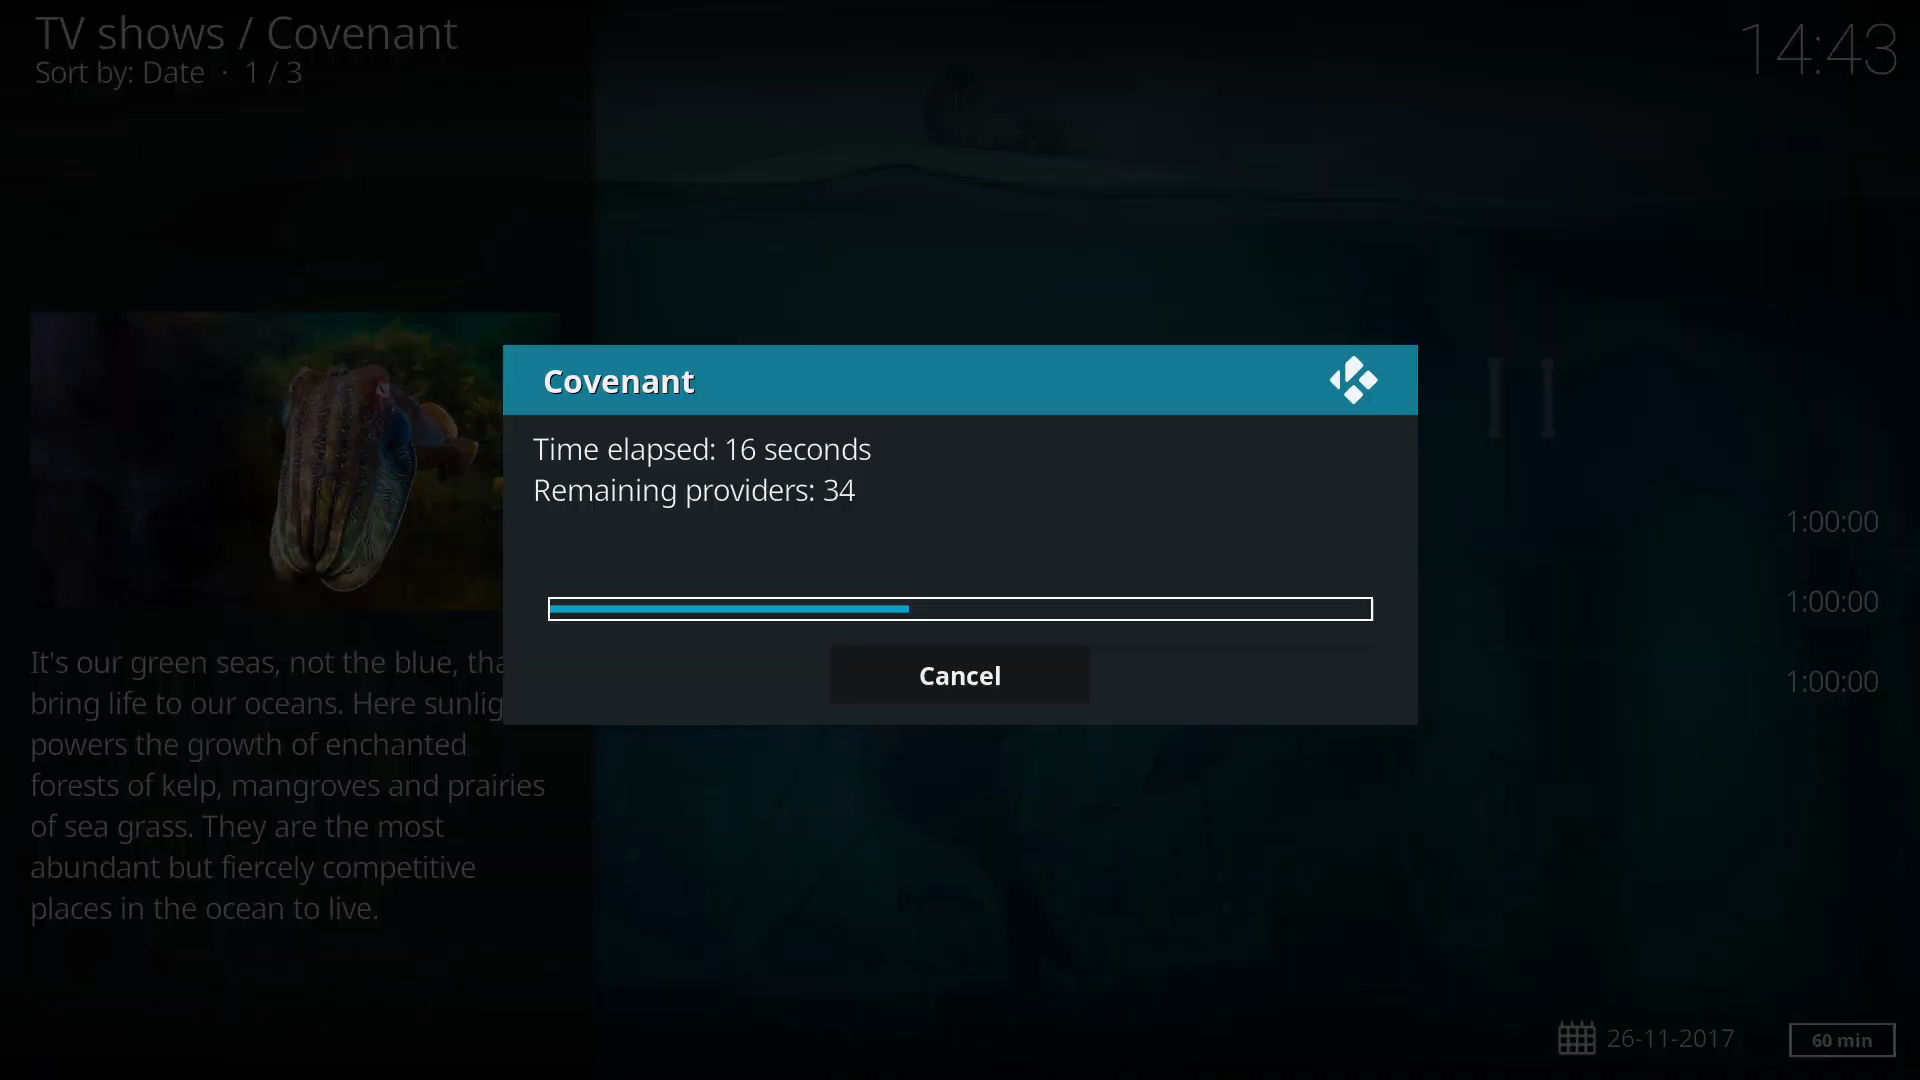 TV shows / Covenant
Sort by: Date · 1 / 3
14:43
Covenant
Time elapsed: 16 seconds
Remaining providers: 34
Cancel
1:00:00
1:00:00
1:00:00
It's our green seas, not the blue, tha
bring life to our oceans. Here sunlig
powers the growth of enchanted
forests of kelp, mangroves and prairies
of sea grass. They are the most
abundant but fiercely competitive
places in the ocean to live.
26-11-2017
60 min